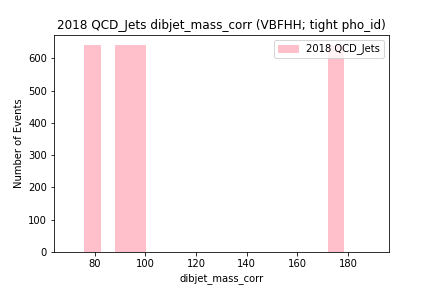 2018 QCD_Jets dibjet_mass_corr (VBFHH; tight pho_id)
2018 QCD_Jets
Number of Events
600
500
400
300
200
100
0
80 100 120 140 160 180
dibjet_mass_corr